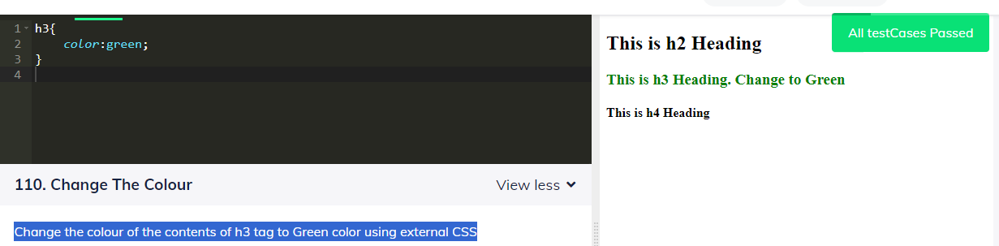 1 h3{
2 color:green;
3 }
4
110. Change The Colour
View less
Change the colour of the contents of h3 tag to Green color using external CSS
This is h2 Heading
All testCases Passed
This is h3 Heading. Change to Green
This is h4 Heading